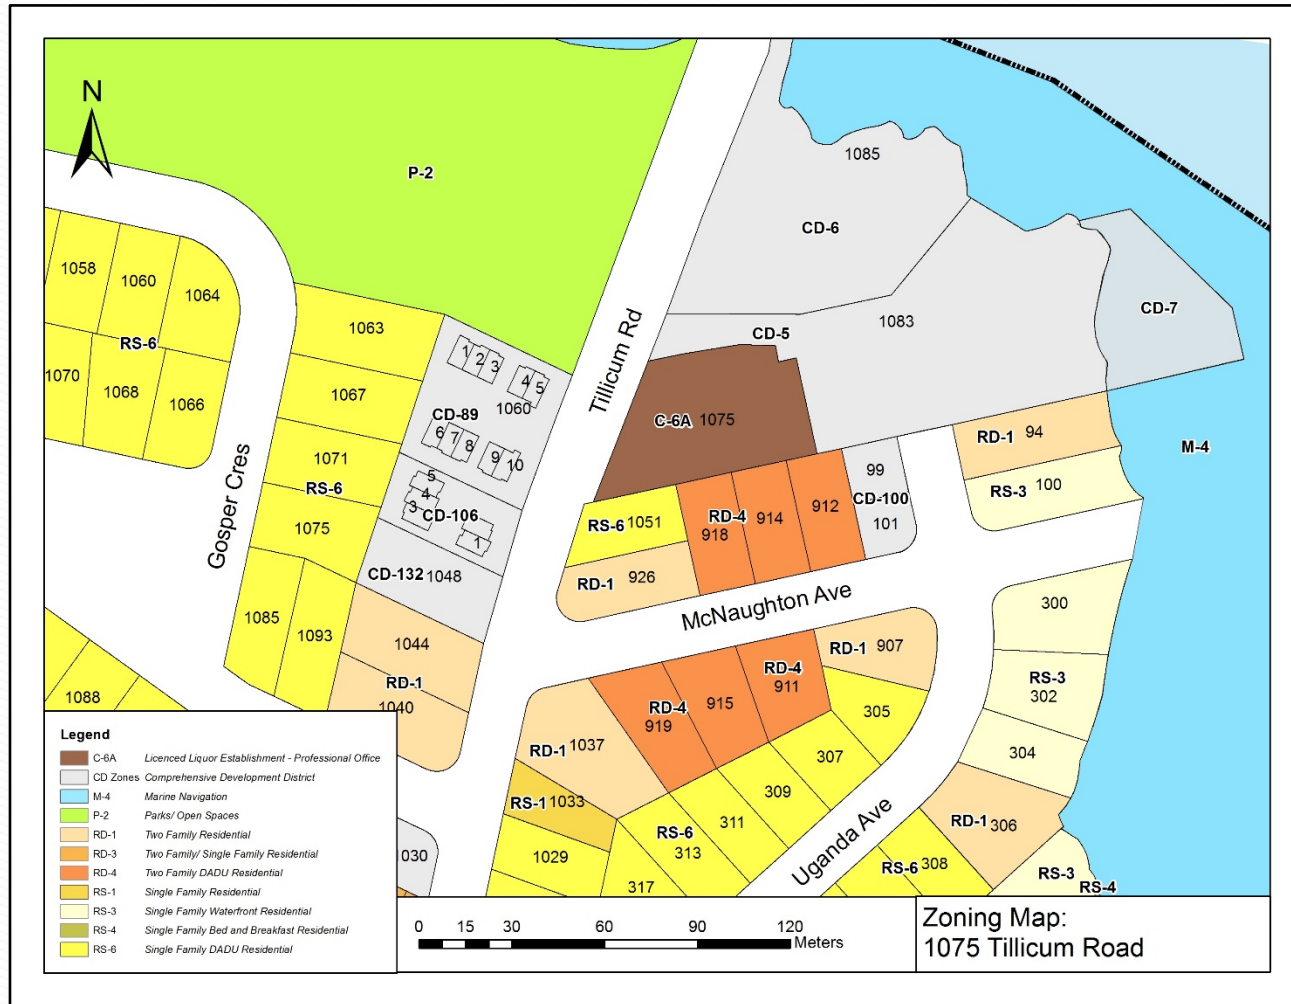 N
P-2
1085
CD-6
CD-7
1058
1060
1064
RS-6
1070
1068
1066
1063
1067
1071
RS-6
1075
1085
1093
1088
Gosper Cres
Tillicum Rd
1 2 3
4 5
1060
CD-89
6 7 8
9 10
5
4
3
CD-106
1
CD-132 1048
1044
RD-1
1040
CD-5
1083
C-6A 1075
M-4
RD-1 94
RS-3 100
99
CD-100
101
912
914
RD-4
918
RS-6 1051
RD-1 926
McNaughton Ave
RD-1 907
RD-4
911
915
RD-4
919
RD-1 1037
RS-1 1033
1029
1030
305
307
309
311
RS-6
313
317
Uganda Ave
300
RS-3
302
304
RD-1 306
RS-6 308
RS-3
RS-4
Legend
C-6A Licenced Liquor Establishment - Professional Office
CD Zones Comprehensive Development District
M-4 Marine Navigation
P-2 Parks/ Open Spaces
RD-1 Two Family Residential
RD-3 Two Family/ Single Family Residential
RD-4 Two Family DADU Residential
RS-1 Single Family Residential
RS-3 Single Family Waterfront Residential
RS-4 Single Family Bed and Breakfast Residential
RS-6 Single Family DADU Residential
0 15 30 60 90 120
Meters
Zoning Map:
1075 Tillicum Road